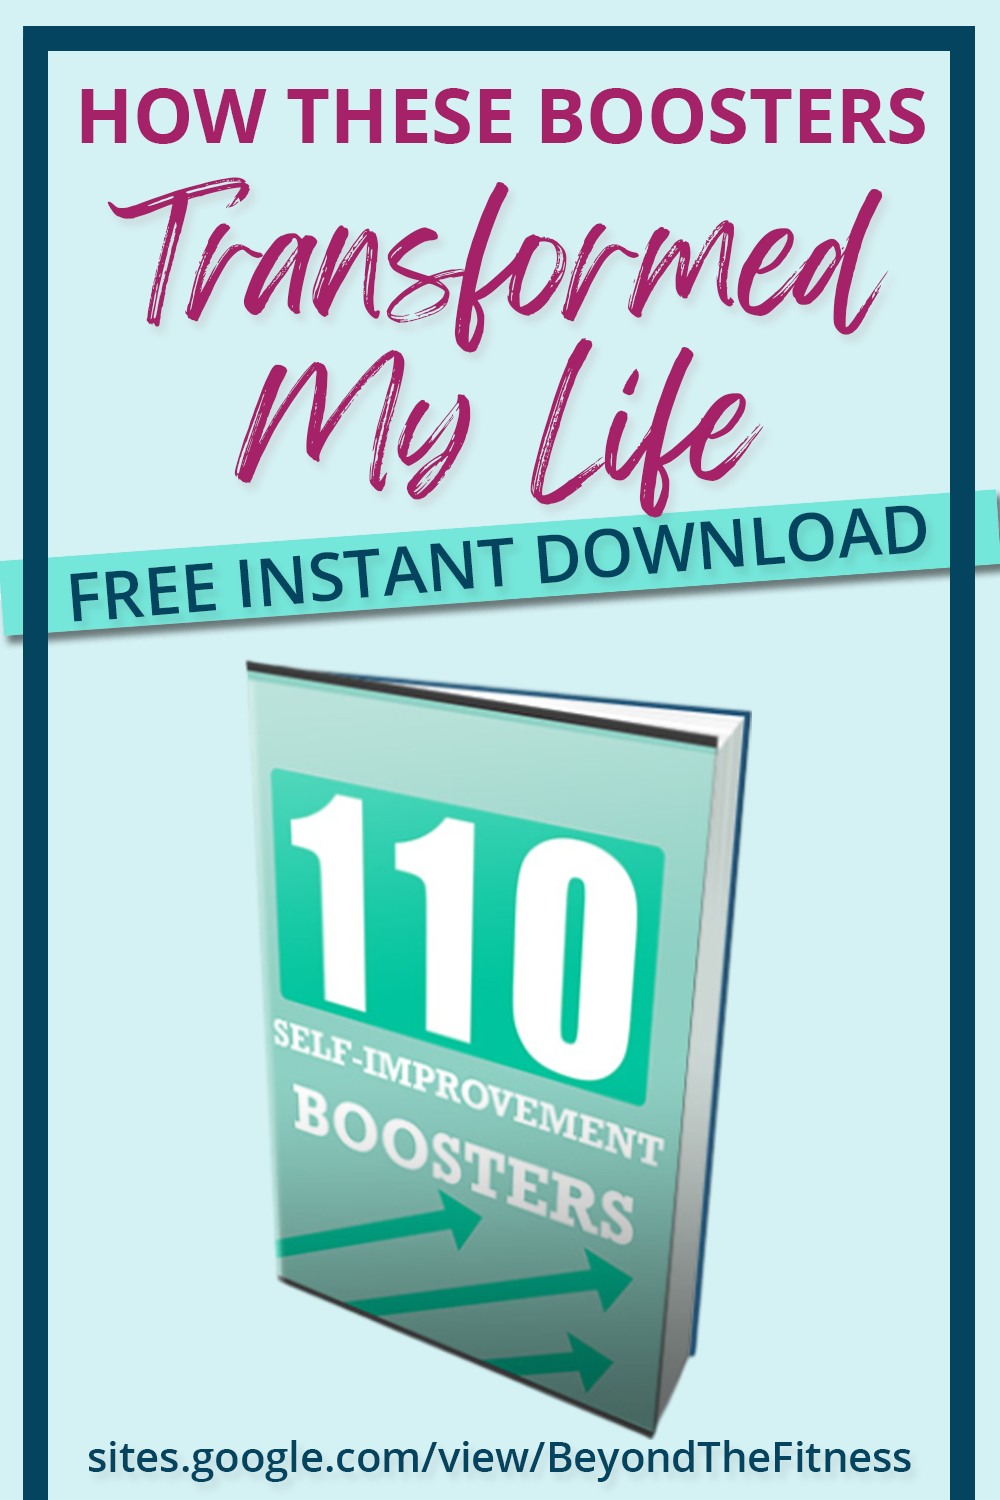 HOW THESE BOOSTERS
Transformed
My Life
FREE INSTANT DOWNLOAD
110
SELF-IMPROVEMENT
BOOSTERS
sites.google.com/view/BeyondTheFitness